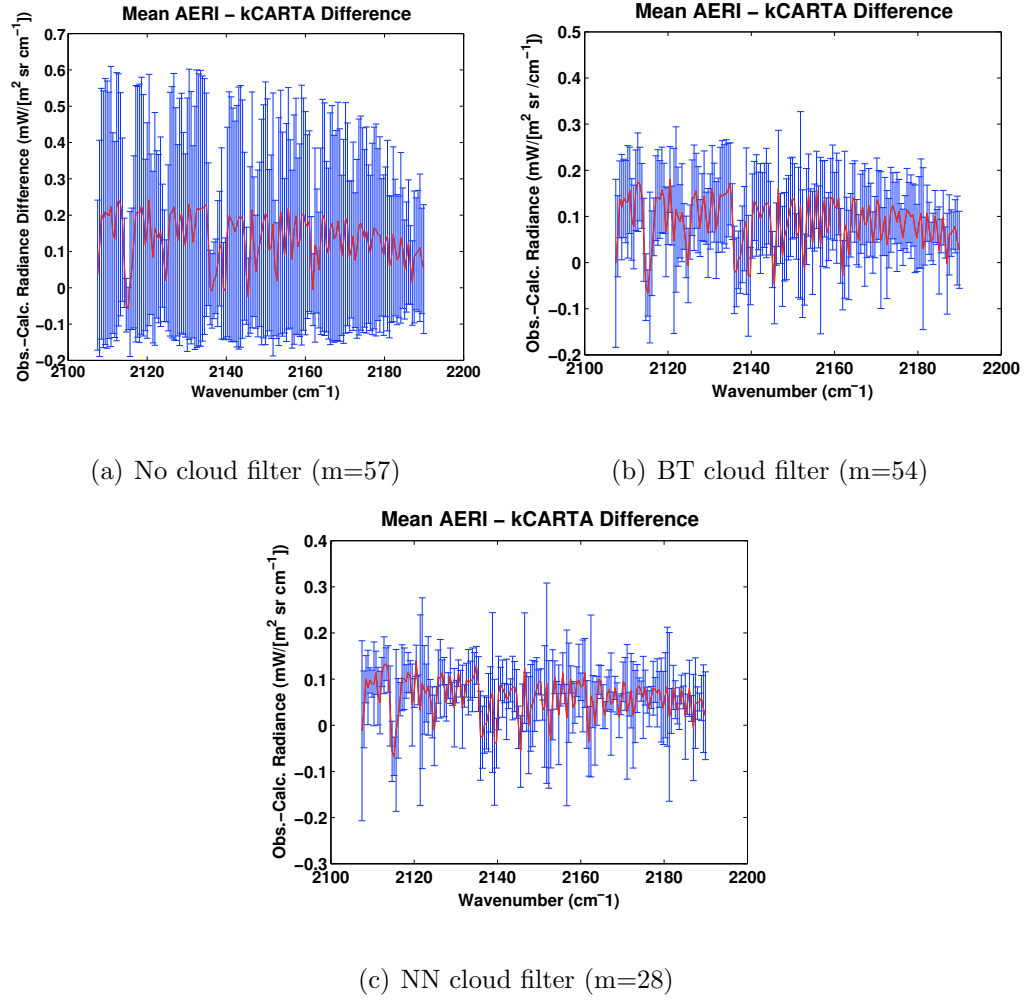 Mean AERI − kCARTA Difference
Obs.−Calc. Radiance Difference (mW/[m² sr cm⁻¹])
0.7
0.6
0.5
0.4
0.3
0.2
0.1
0
−0.1
−0.2
2100 2120 2140 2160 2180 2200
Wavenumber (cm⁻1)
(a) No cloud filter (m=57)
Mean AERI − kCARTA Difference
Obs.−Calc. Radiance (mW/[m² sr /cm⁻¹])
0.5
0.4
0.3
0.2
0.1
0
−0.1
−0.2
2100 2120 2140 2160 2180 2200
Wavenumber (cm⁻1)
(b) BT cloud filter (m=54)
Mean AERI − kCARTA Difference
Obs.−Calc. Radiance (mW/[m² sr cm⁻¹])
0.4
0.3
0.2
0.1
0
−0.1
−0.2
−0.3
2100 2120 2140 2160 2180 2200
Wavenumber (cm⁻1)
(c) NN cloud filter (m=28)